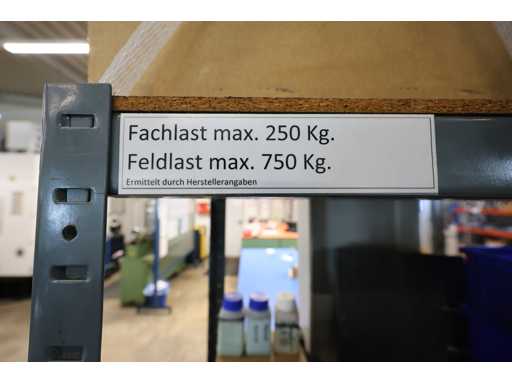 Fachlast max. 250 Kg.
Feldlast max. 750 Kg.
Ermittelt durch Herstellerangaben